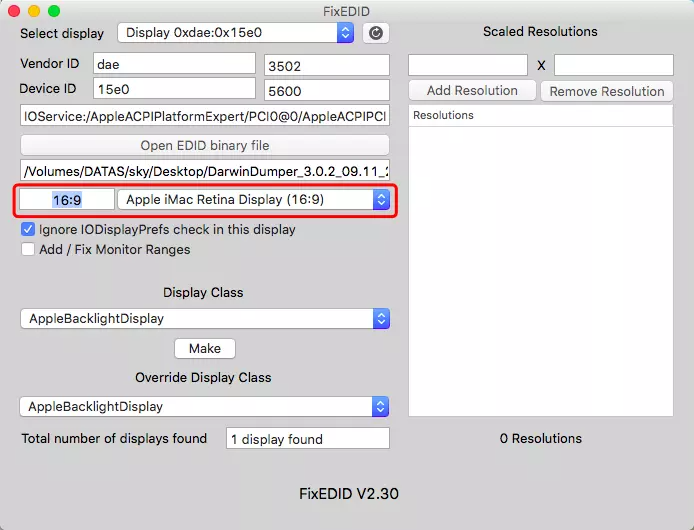 FixEDID
Select display
Display 0xdae:0x15e0
Vendor ID
dae
3502
Device ID
15e0
5600
IOService:/AppleACPIPlatformExpert/PCI0@0/AppleACPIPCI
Open EDID binary file
/Volumes/DATAS/sky/Desktop/DarwinDumper_3.0.2_09.11_2
16:9
Apple iMac Retina Display (16:9)
Ignore IODisplayPrefs check in this display
Add / Fix Monitor Ranges
Display Class
AppleBacklightDisplay
Make
Override Display Class
AppleBacklightDisplay
Total number of displays found
1 display found
Scaled Resolutions
X
Add Resolution
Remove Resolution
Resolutions
0 Resolutions
FixEDID V2.30